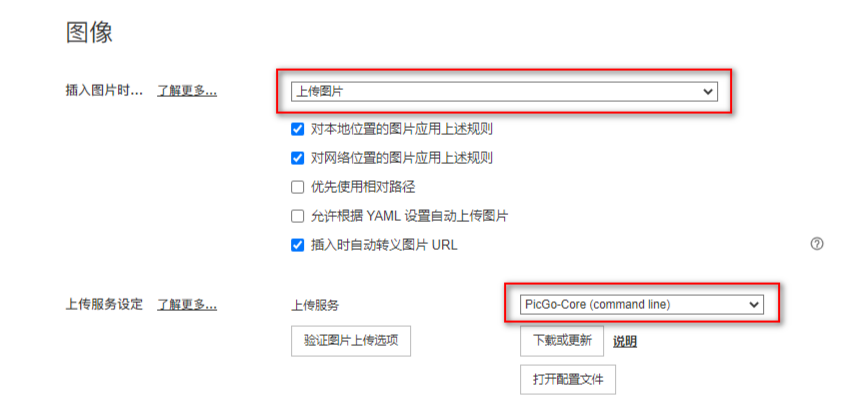 图像
插入图片时... 了解更多... 上传图片
对本地位置的图片应用上述规则
对网络位置的图片应用上述规则
优先使用相对路径
允许根据 YAML 设置自动上传图片
插入时自动转义图片 URL
上传服务设定 了解更多... 上传服务 PicGo-Core (command line)
验证图片上传选项 下载或更新 说明
打开配置文件